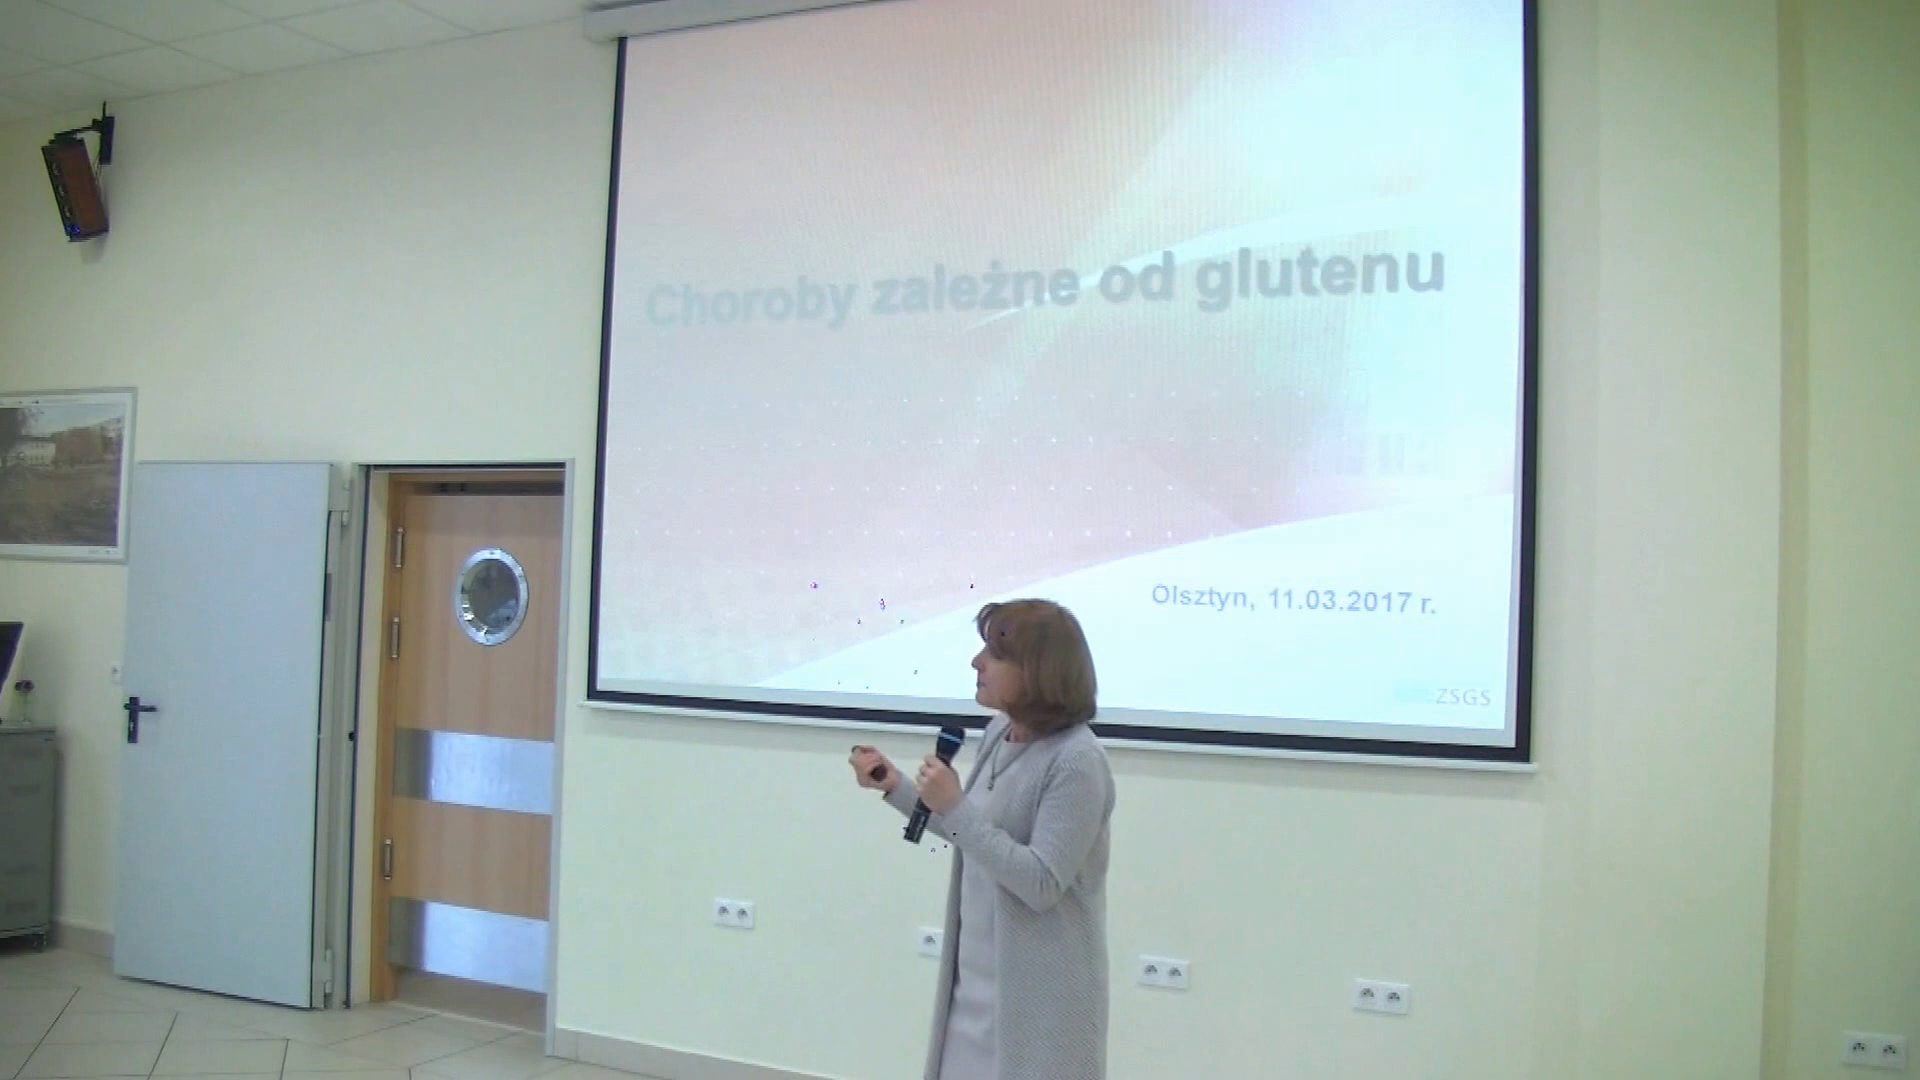 Choroby zależne od glutenu
Olsztyn, 11.03.2017 r.
ZSGS